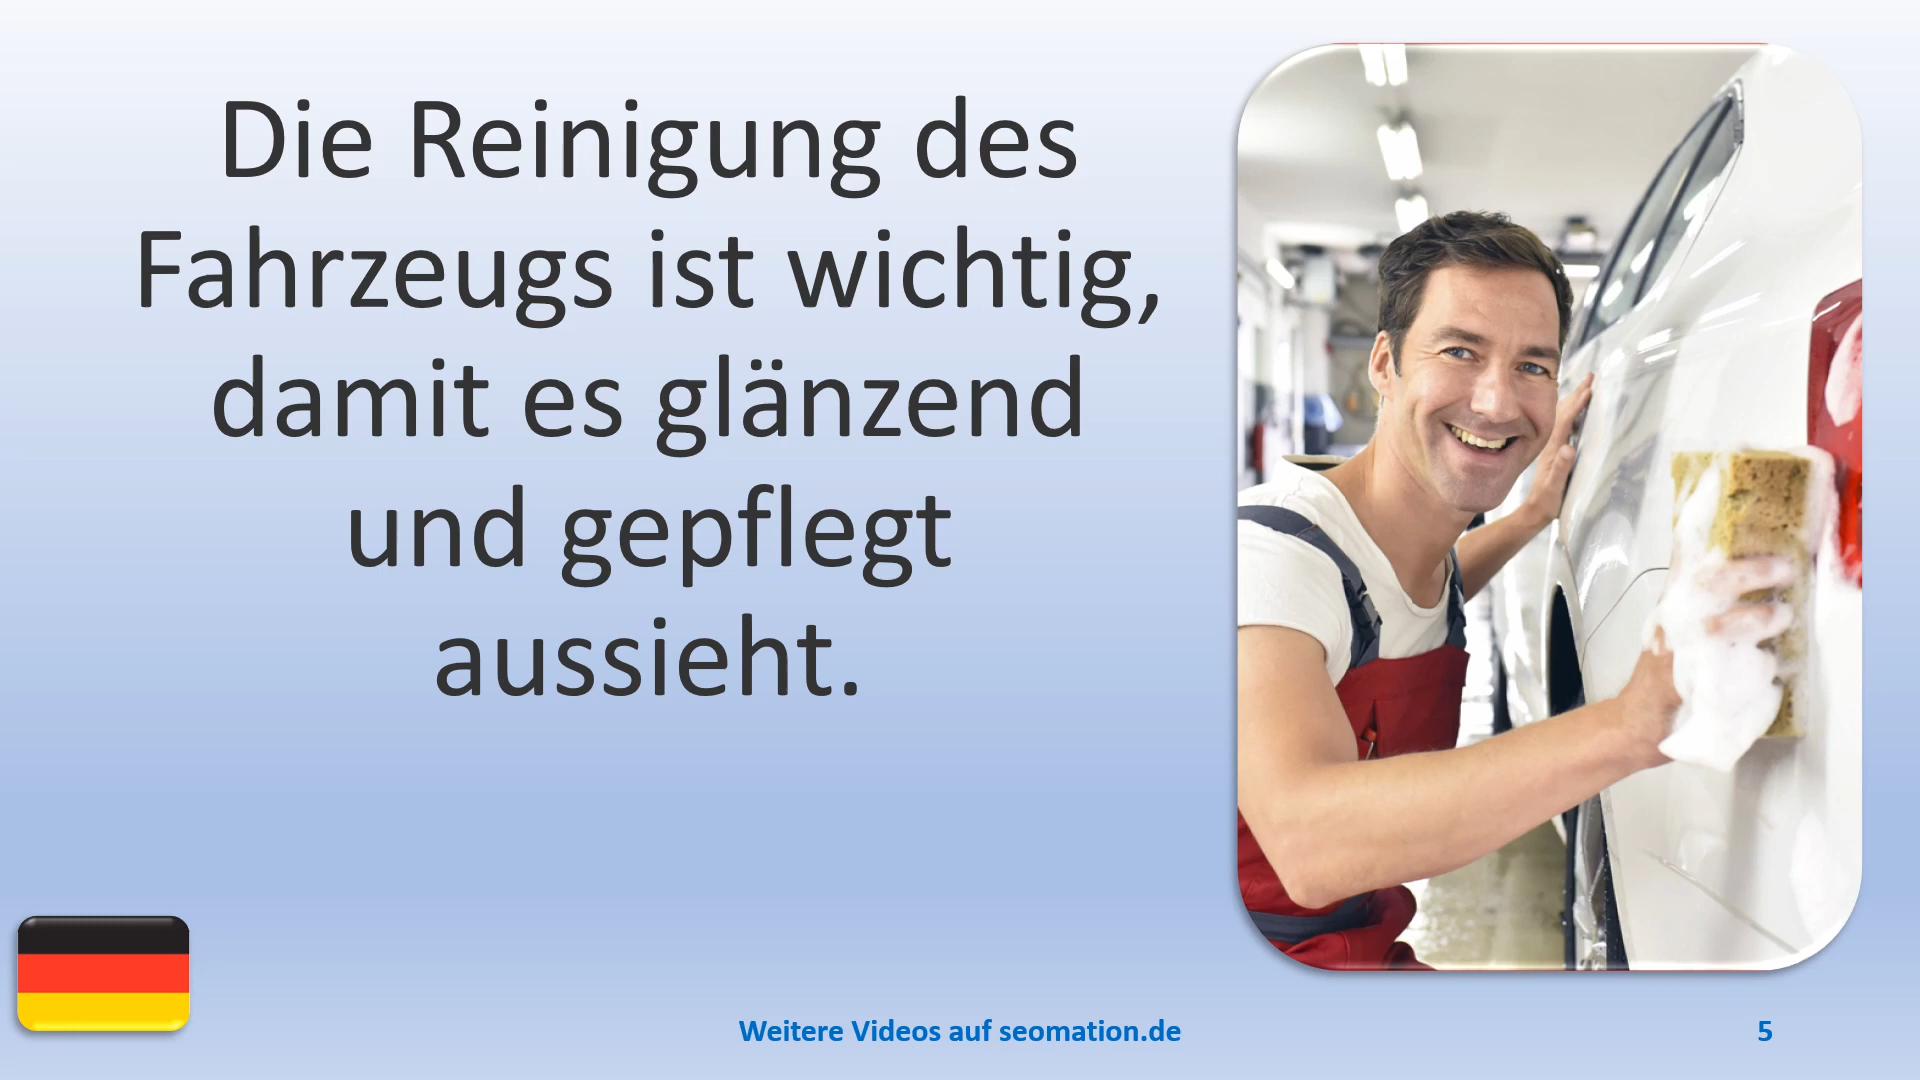 Die Reinigung des
Fahrzeugs ist wichtig,
damit es glänzend
und gepflegt
aussieht.
Weitere Videos auf seomation.de
5